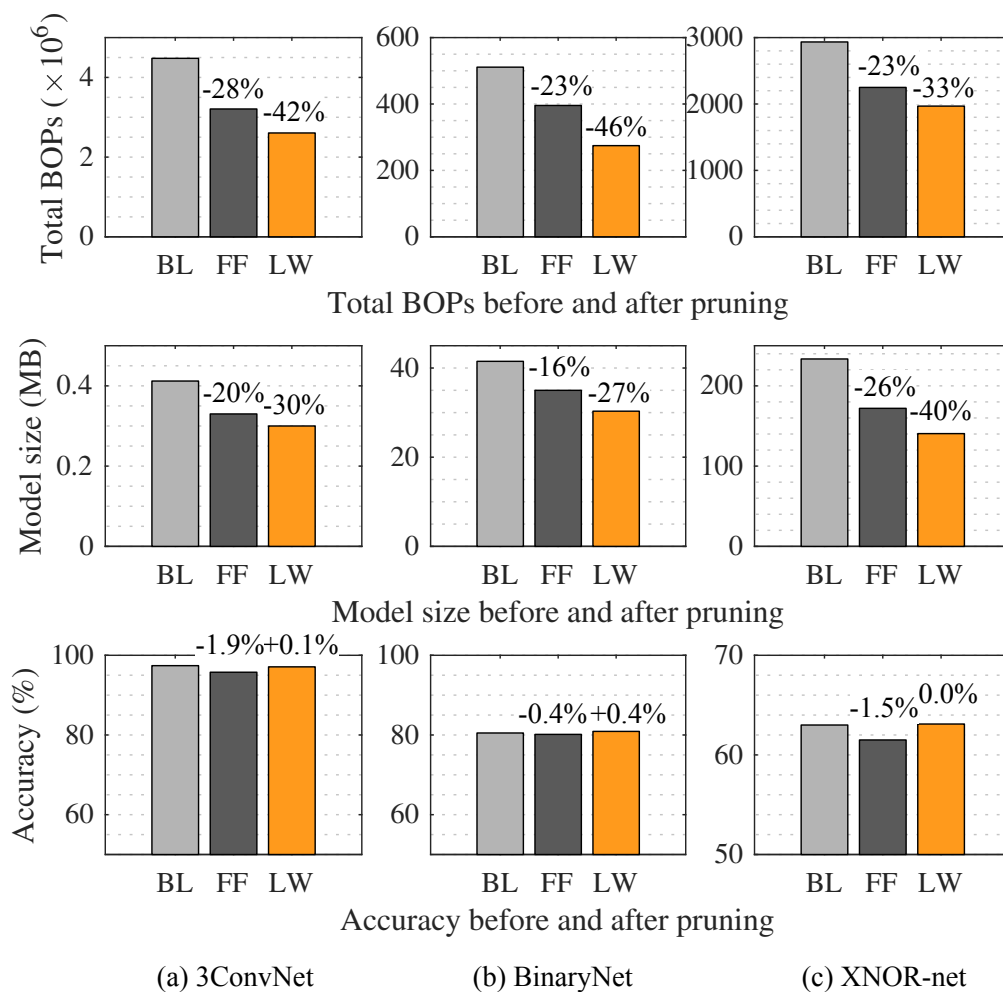 Total BOPs (×10⁶)
4
2
0
-28%
-42%
BL FF LW
600
400
200
0
-23%
-46%
BL FF LW
3000
2000
1000
0
-23%
-33%
BL FF LW
Total BOPs before and after pruning
Model size (MB)
0.4
0.2
0
-20%
-30%
BL FF LW
40
20
0
-16%
-27%
BL FF LW
200
100
0
-26%
-40%
BL FF LW
Model size before and after pruning
Accuracy (%)
100
80
60
-1.9%+0.1%
BL FF LW
100
80
60
-0.4% +0.4%
BL FF LW
70
60
50
-1.5%
0.0%
BL FF LW
Accuracy before and after pruning
(a) 3ConvNet (b) BinaryNet (c) XNOR-net